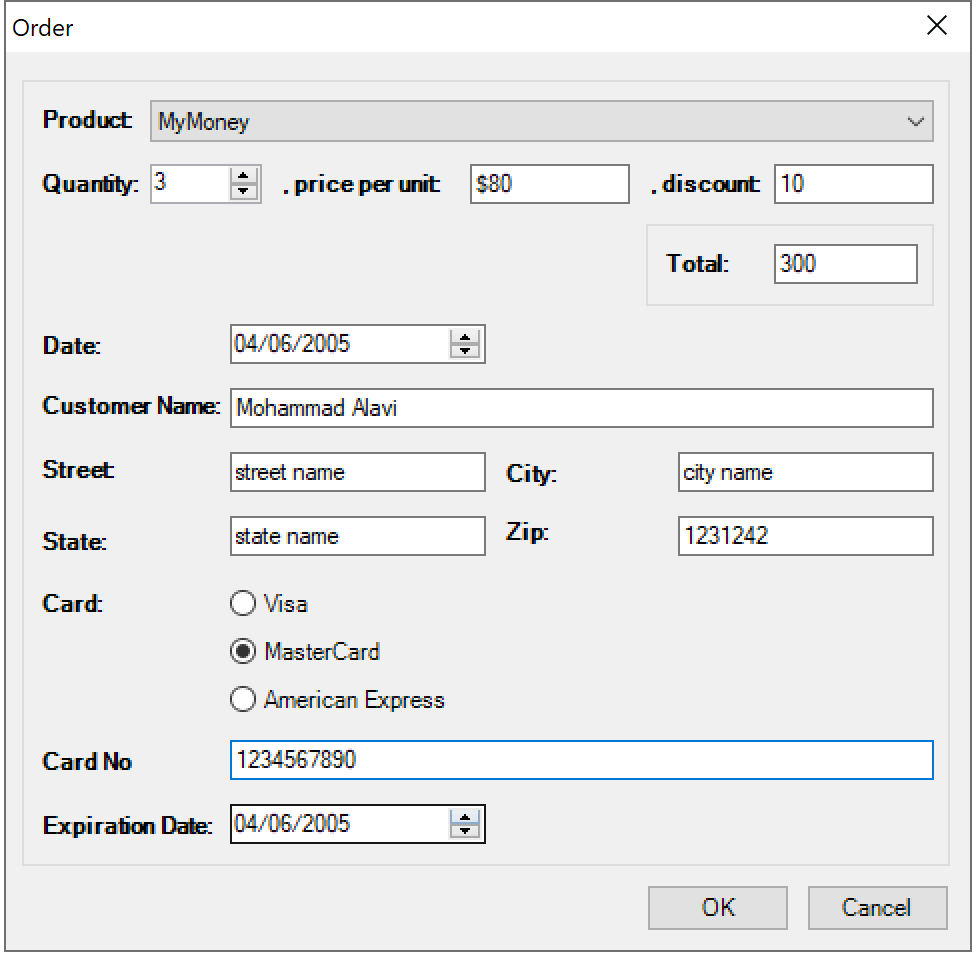 Order
Product: MyMoney
Quantity: 3 . price per unit: $80 . discount: 10
Total: 300
Date: 04/06/2005
Customer Name: Mohammad Alavi
Street: street name City: city name
State: state name Zip: 1231242
Card: Visa
MasterCard
American Express
Card No 1234567890
Expiration Date: 04/06/2005
OK Cancel